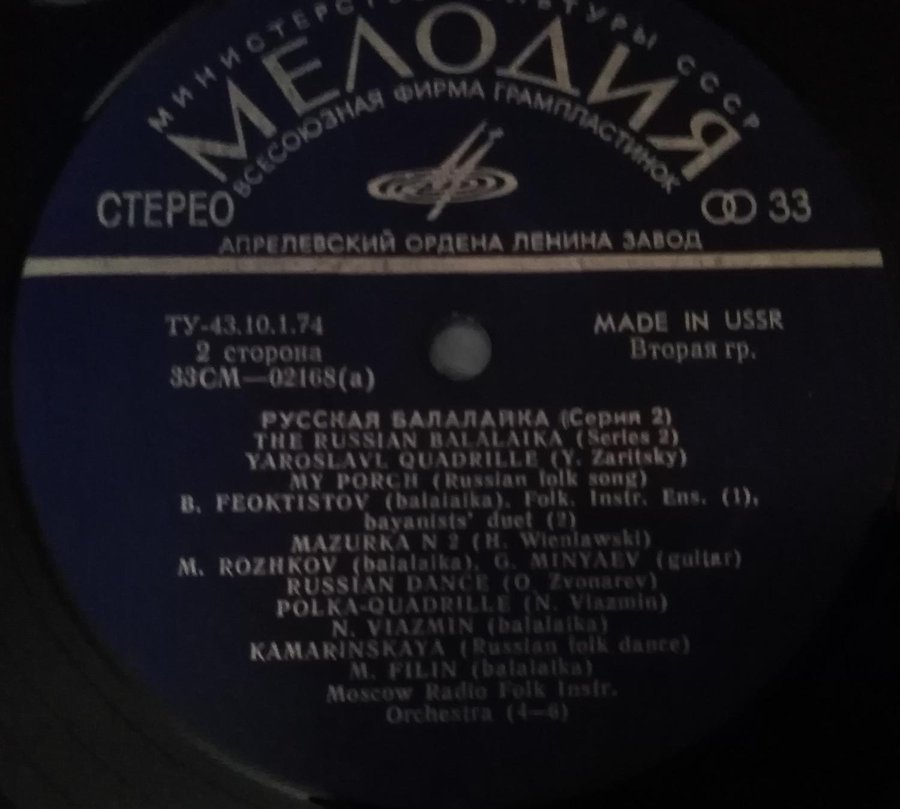 МИНИСТЕРСТВО КУЛЬТУРЫ СССР
МЕЛОДИЯ
ВСЕСОЮЗНАЯ ФИРМА ГРАМПЛАСТИНОК
СТЕРЕО
33
АПРЕЛЕВСКИЙ ОРДЕНА ЛЕНИНА ЗАВОД
ТУ-43.10.1.74
MADE IN USSR
2 сторона
Вторая гр.
33СМ—02168(а)
РУССКАЯ БАЛАЛАЙКА (Серия 2)
THE RUSSIAN BALALAIKA (Series 2)
YAROSLAVL QUADRILLE (Y. Zaritsky)
MY PORCH (Russian folk song)
B. FEOKTISTOV (balalaika), Folk. Instr. Ens. (1),
bayanists' duet (2)
MAZURKA N 2 (H. Wieniawski)
M. ROZHKOV (balalaika), G. MINYAEV (guitar)
RUSSIAN DANCE (O. Zvonarev)
POLKA-QUADRILLE (N. Viazmin)
N. VIAZMIN (balalaika)
KAMARINSKAYA (Russian folk dance)
M. FILIN (balalaika)
Moscow Radio Folk Instr.
Orchestra (4—6)